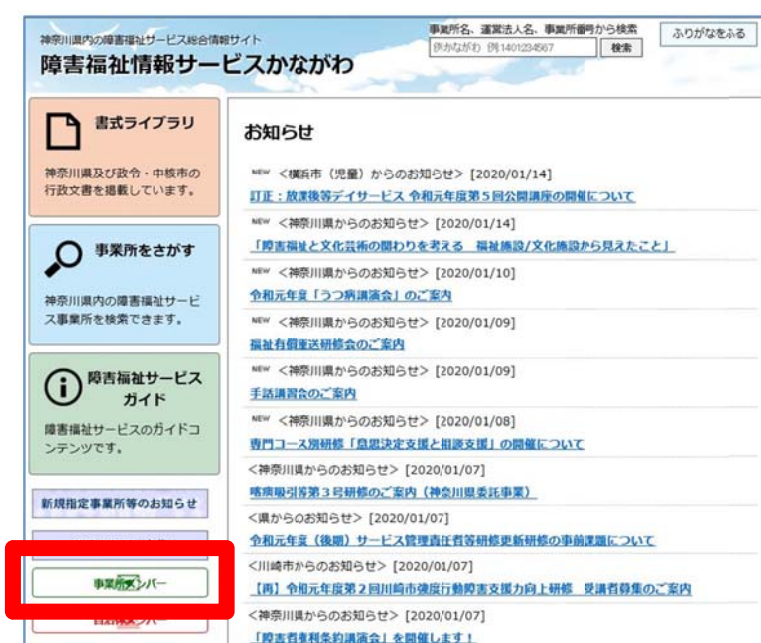 神奈川県内の障害福祉サービス総合情報サイト
障害福祉情報サービスかながわ
事業所名、運営法人名、事業所番号から検索
例かながわ 例1401234567
検索
ふりがなをふる
書式ライブラリ
神奈川県及び政令・中核市の
行政文書を掲載しています。
事業所をさがす
神奈川県内の障害福祉サービ
ス事業所を検索できます。
障害福祉サービス
ガイド
障害福祉サービスのガイドコ
ンテンツです。
新規指定事業所等のお知らせ
事業所メンバー
お知らせ
NEW <横浜市（児童）からのお知らせ> [2020/01/14]
訂正：放課後等デイサービス 令和元年度第5回公開講座の開催について
NEW <神奈川県からのお知らせ> [2020/01/14]
「障害福祉と文化芸術の関わりを考える 福祉施設/文化施設から見えたこと」
NEW <神奈川県からのお知らせ> [2020/01/10]
令和元年度「うつ病講演会」のご案内
NEW <神奈川県からのお知らせ> [2020/01/09]
福祉有償運送研修会のご案内
NEW <神奈川県からのお知らせ> [2020/01/09]
手話講習会のご案内
NEW <神奈川県からのお知らせ> [2020/01/08]
専門コース別研修「意思決定支援と相談支援」の開催について
<神奈川県からのお知らせ> [2020/01/07]
喀痰吸引等第3号研修のご案内（神奈川県委託事業）
<県からのお知らせ> [2020/01/07]
令和元年度（後期）サービス管理責任者等研修更新研修の事前課題について
<川崎市からのお知らせ> [2020/01/07]
【再】令和元年度第2回川崎市強度行動障害支援力向上研修 受講者募集のご案内
<神奈川県からのお知らせ> [2020/01/07]
「障害者権利条約講演会」を開催します！